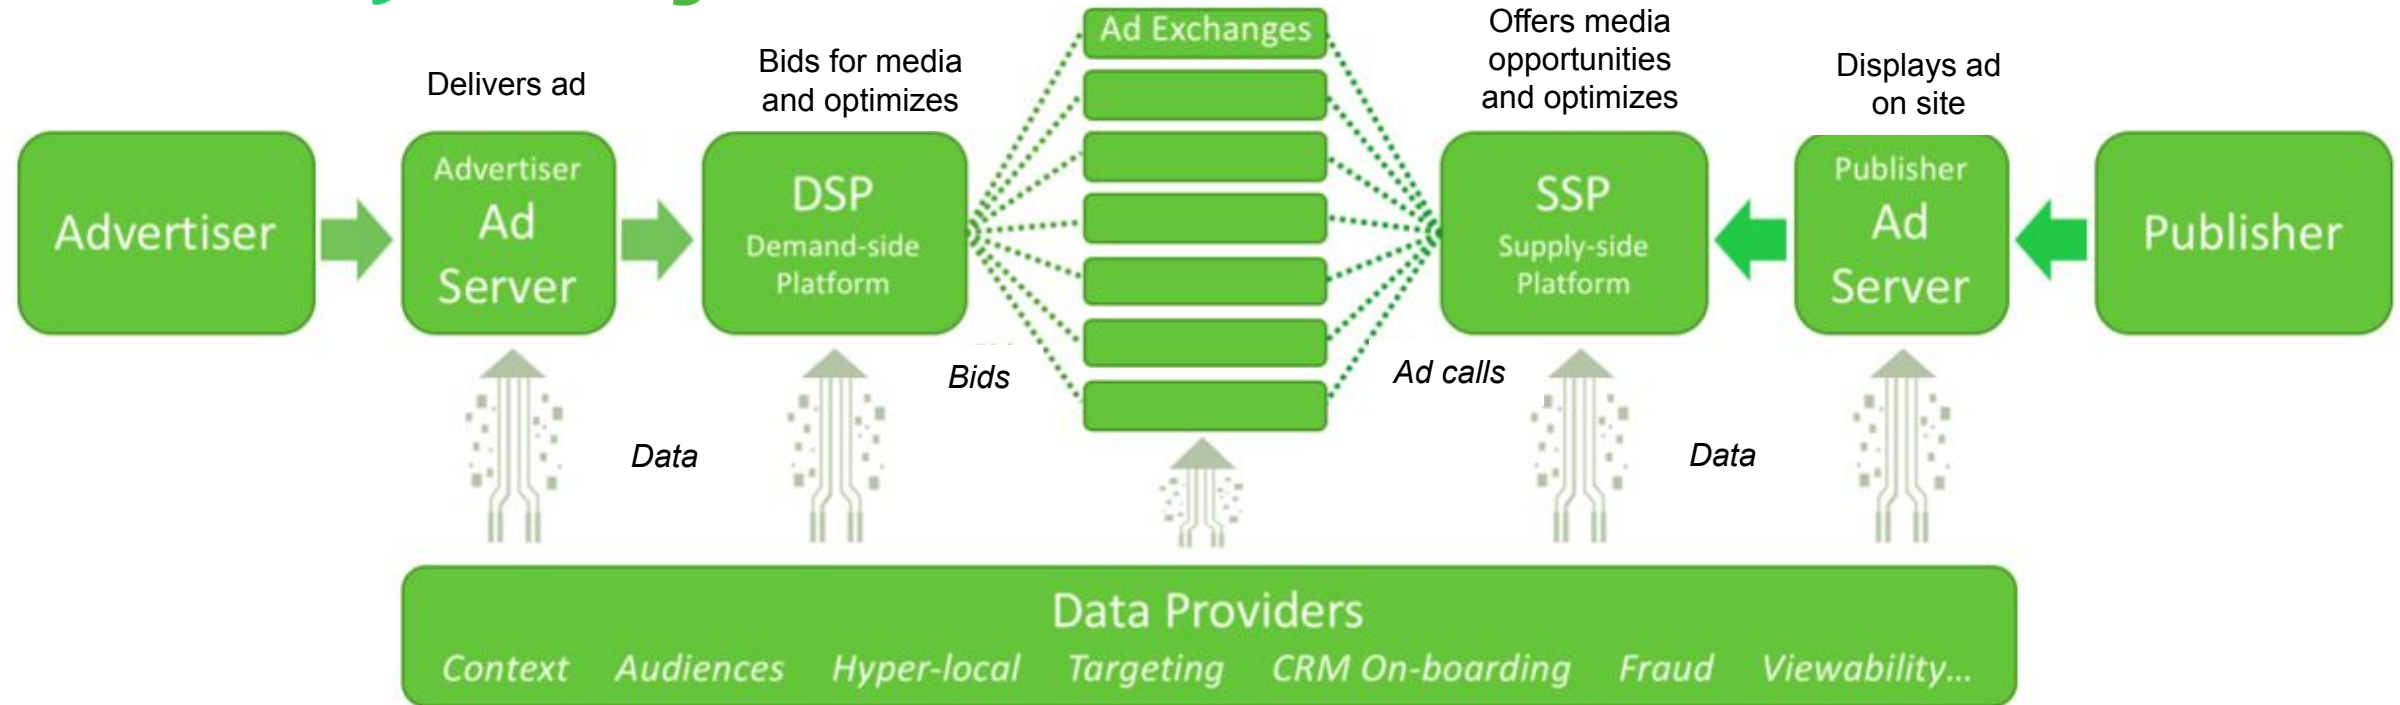 Delivers ad
Bids for media
and optimizes
Ad Exchanges
Offers media
opportunities
and optimizes
Displays ad
on site
Advertiser
Advertiser
Ad
Server
DSP
Demand-side
Platform
SSP
Supply-side
Platform
Publisher
Ad
Server
Publisher
Bids
Ad calls
Data
Data
Data Providers
Context Audiences Hyper-local Targeting CRM On-boarding Fraud Viewability...